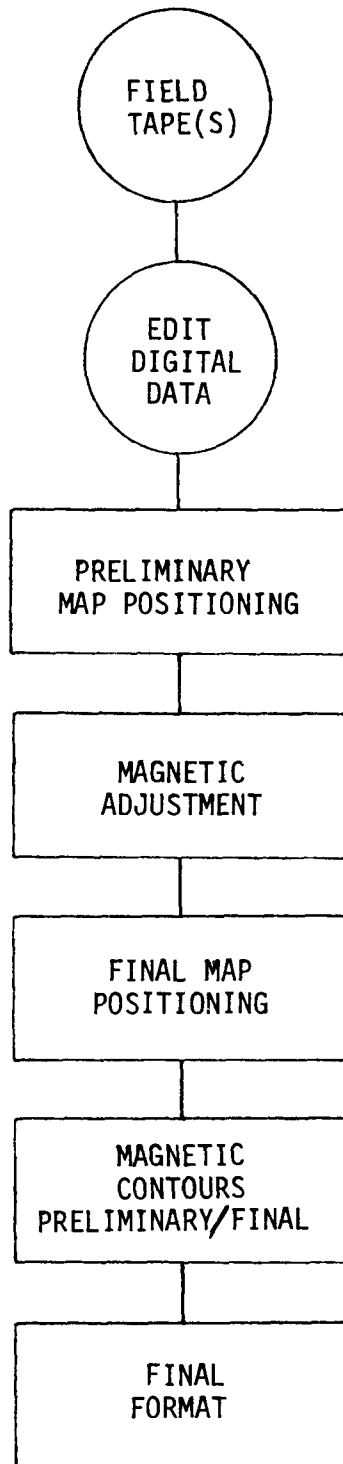 FIELD
TAPE(S)
EDIT
DIGITAL
DATA
PRELIMINARY
MAP POSITIONING
MAGNETIC
ADJUSTMENT
FINAL MAP
POSITIONING
MAGNETIC
CONTOURS
PRELIMINARY/FINAL
FINAL
FORMAT